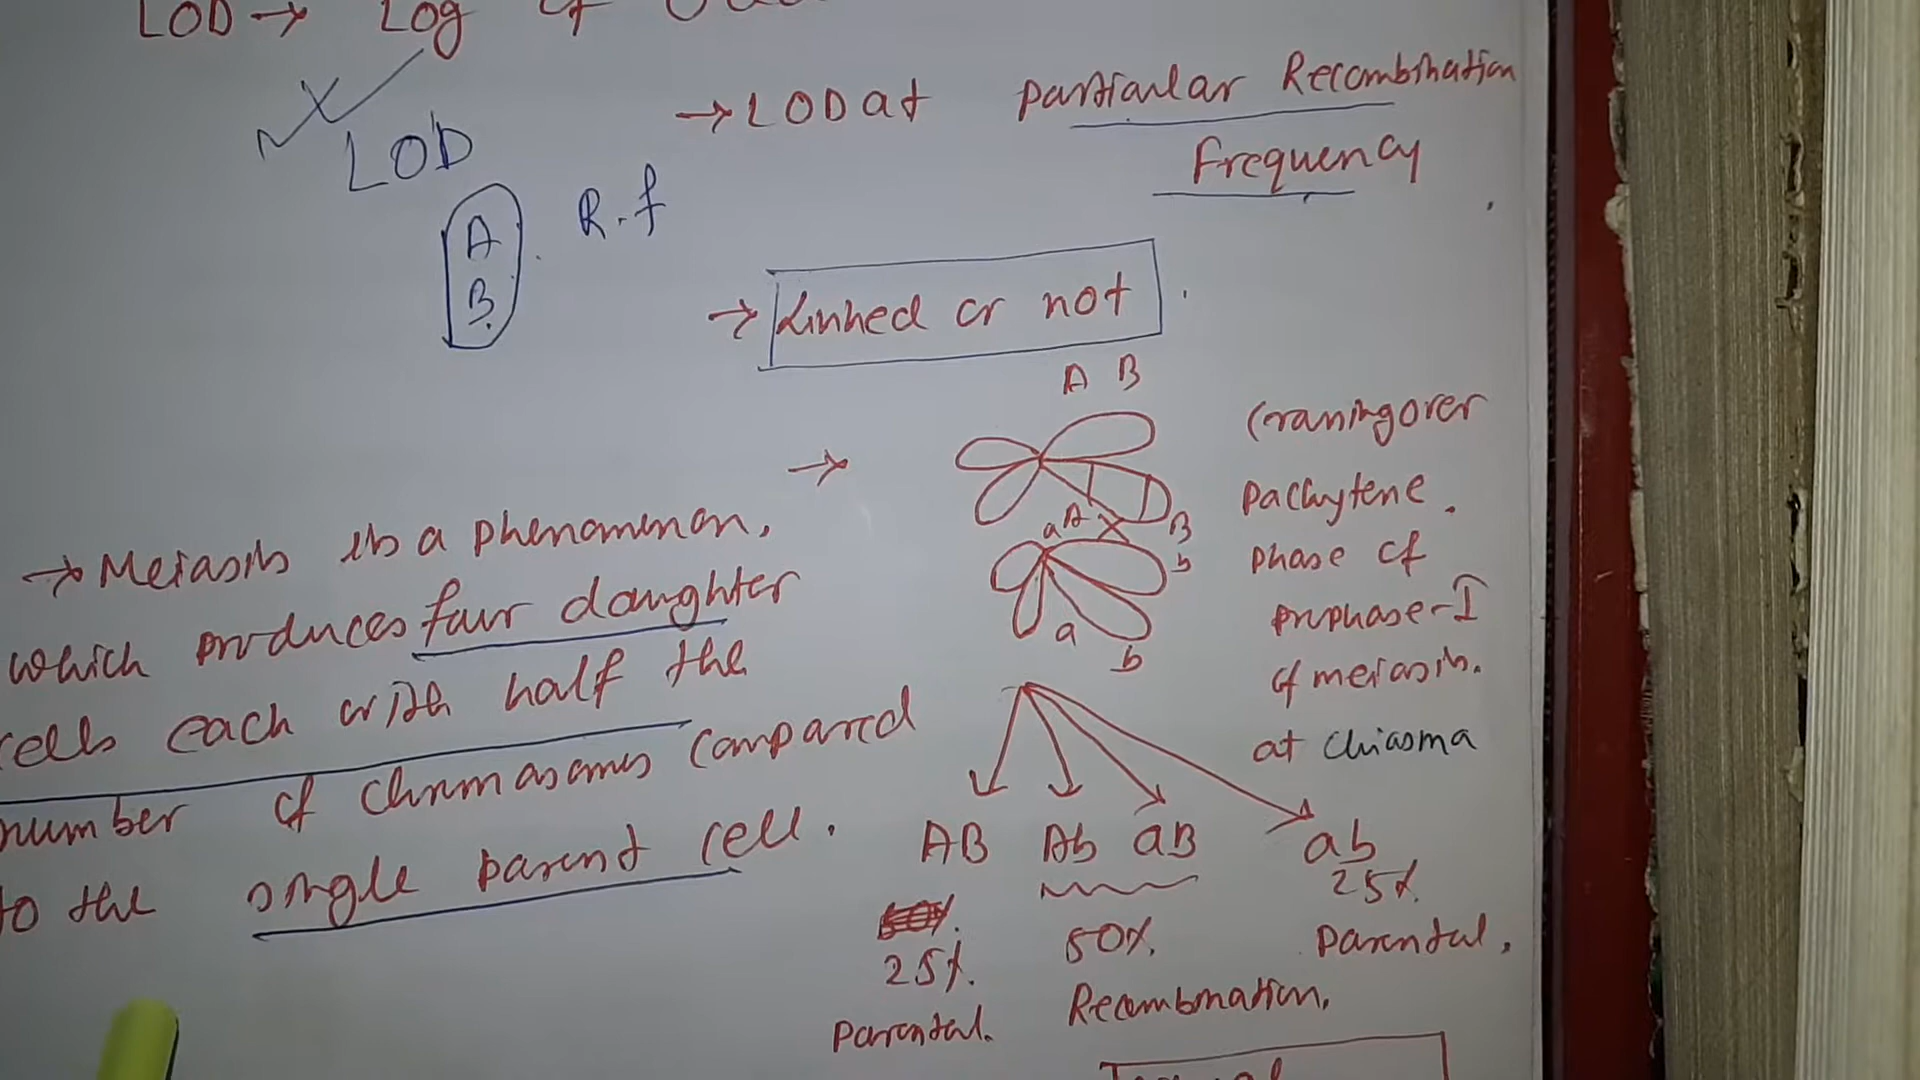 LOD → Log of
→ LOD at particular Recombination
Frequency
LOD
A
B
R.f
→ Linked or not
A B
→
Crossing over
pachytene
phase of
prophase-I
of meiosis.
at chiasma
a A B
b
a
b
→ Meiosis is a phenomenon,
which produces four daughter
cells each with half the
number of chromosomes compared
to the single parent cell.
AB Ab aB ab
25%. 50%. 25%.
Parental. Recombination. Parental.